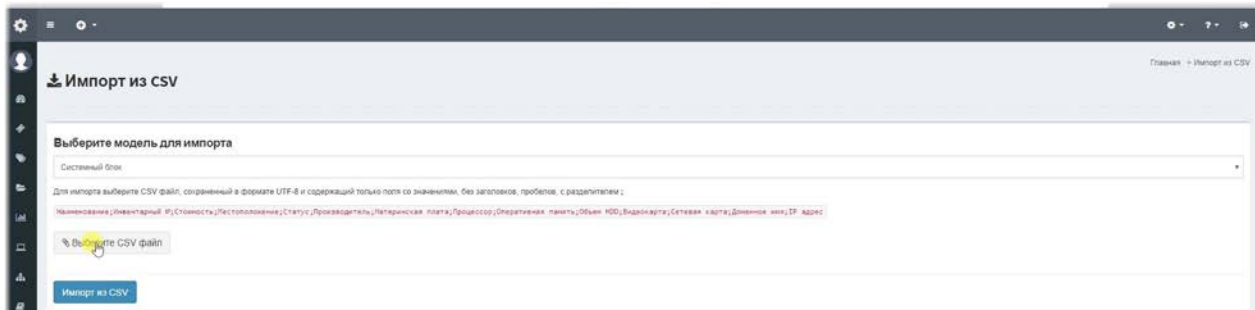 Главная > Импорт из CSV
Импорт из CSV
Выберите модель для импорта
Системный блок
Для импорта выберите CSV файл, сохраненный в формате UTF-8 и содержащий только поля со значениями, без заголовков, пробелов, с разделителем ;
Наименование;Инвентарный №;Стоимость;Местоположение;Статус;Производитель;Материнская плата;Процессор;Оперативная память;Объем HDD;Видеокарта;Сетевая карта;Доменное имя;IP адрес
Выберите CSV файл
Импорт из CSV